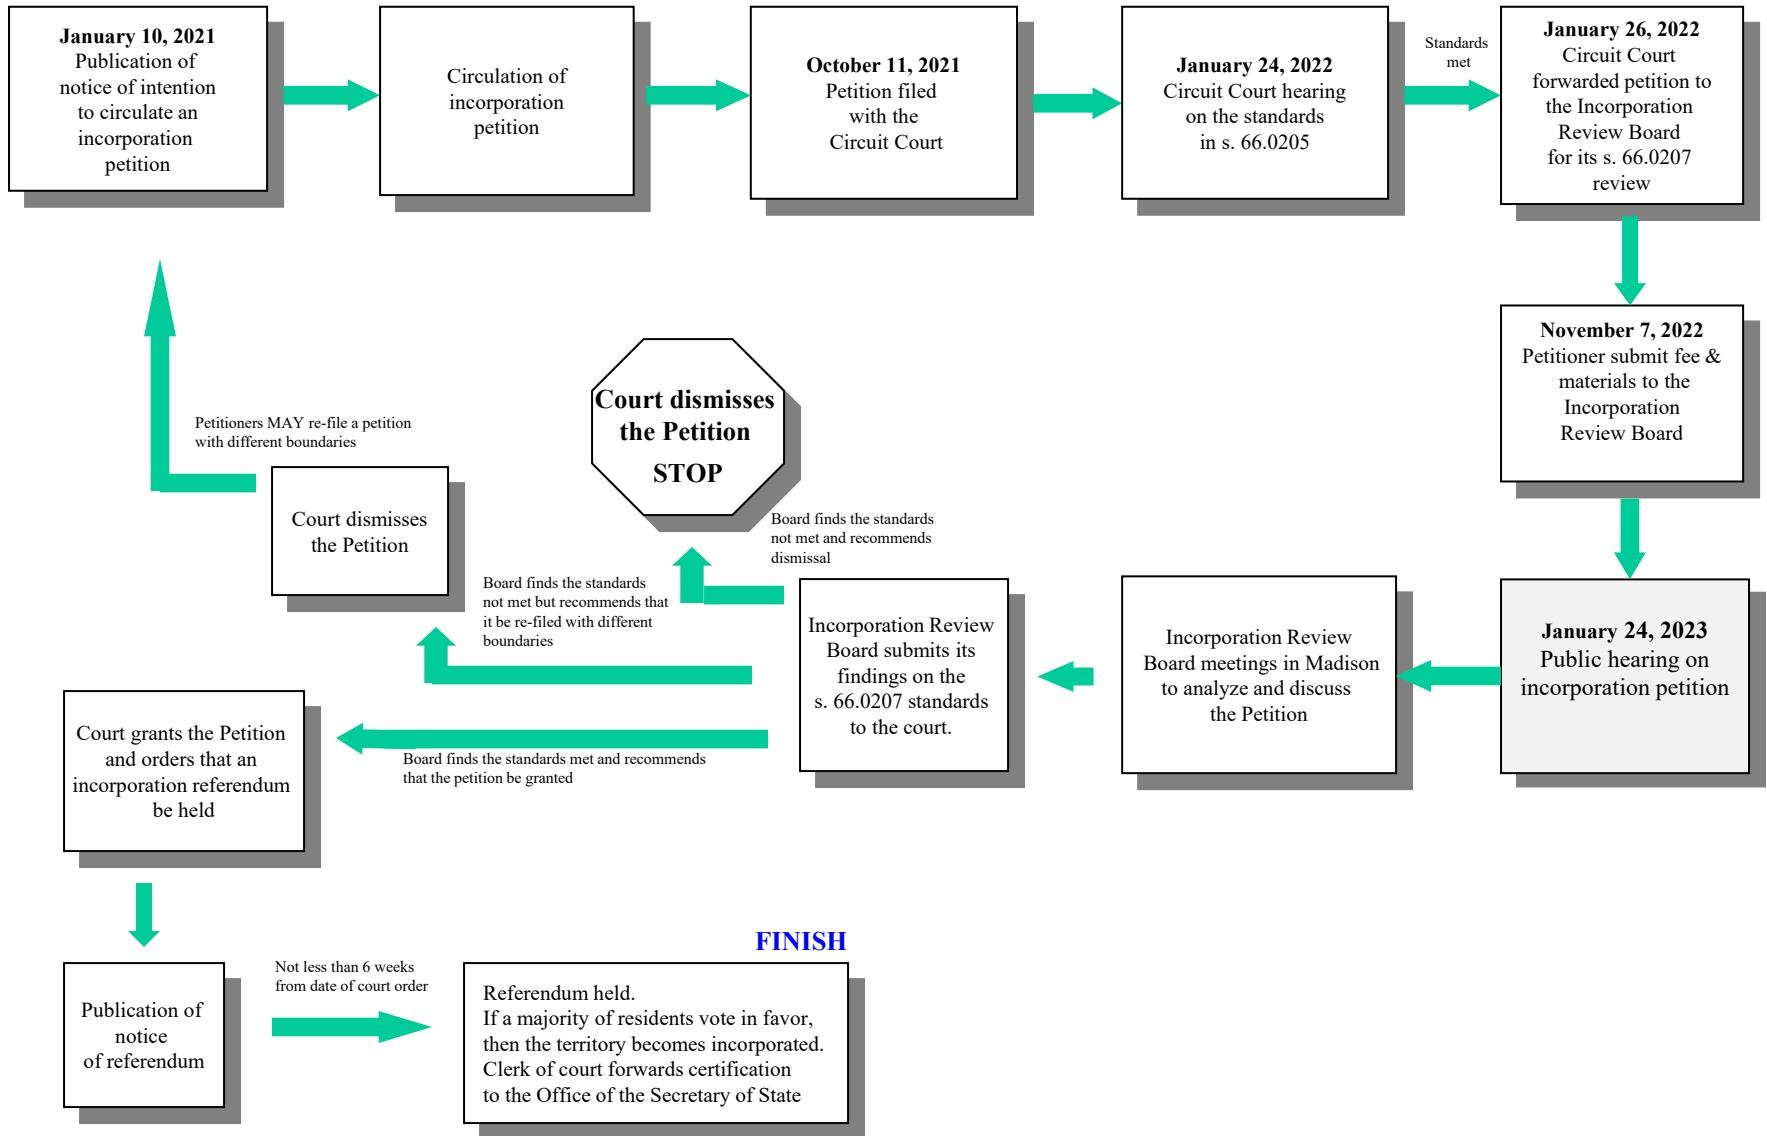 January 10, 2021
Publication of
notice of intention
to circulate an
incorporation
petition
Circulation of
incorporation
petition
October 11, 2021
Petition filed
with the
Circuit Court
January 24, 2022
Circuit Court hearing
on the standards
in s. 66.0205
Standards
met
January 26, 2022
Circuit Court
forwarded petition to
the Incorporation
Review Board
for its s. 66.0207
review
November 7, 2022
Petitioner submit fee &
materials to the
Incorporation
Review Board
January 24, 2023
Public hearing on
incorporation petition
Incorporation Review
Board meetings in Madison
to analyze and discuss
the Petition
Incorporation Review
Board submits its
findings on the
s. 66.0207 standards
to the court.
Board finds the standards
not met and recommends
dismissal
Court dismisses
the Petition
STOP
Board finds the standards
not met but recommends that
it be re-filed with different
boundaries
Court dismisses
the Petition
Petitioners MAY re-file a petition
with different boundaries
Board finds the standards met and recommends
that the petition be granted
Court grants the Petition
and orders that an
incorporation referendum
be held
Publication of
notice
of referendum
Not less than 6 weeks
from date of court order
FINISH
Referendum held.
If a majority of residents vote in favor,
then the territory becomes incorporated.
Clerk of court forwards certification
to the Office of the Secretary of State